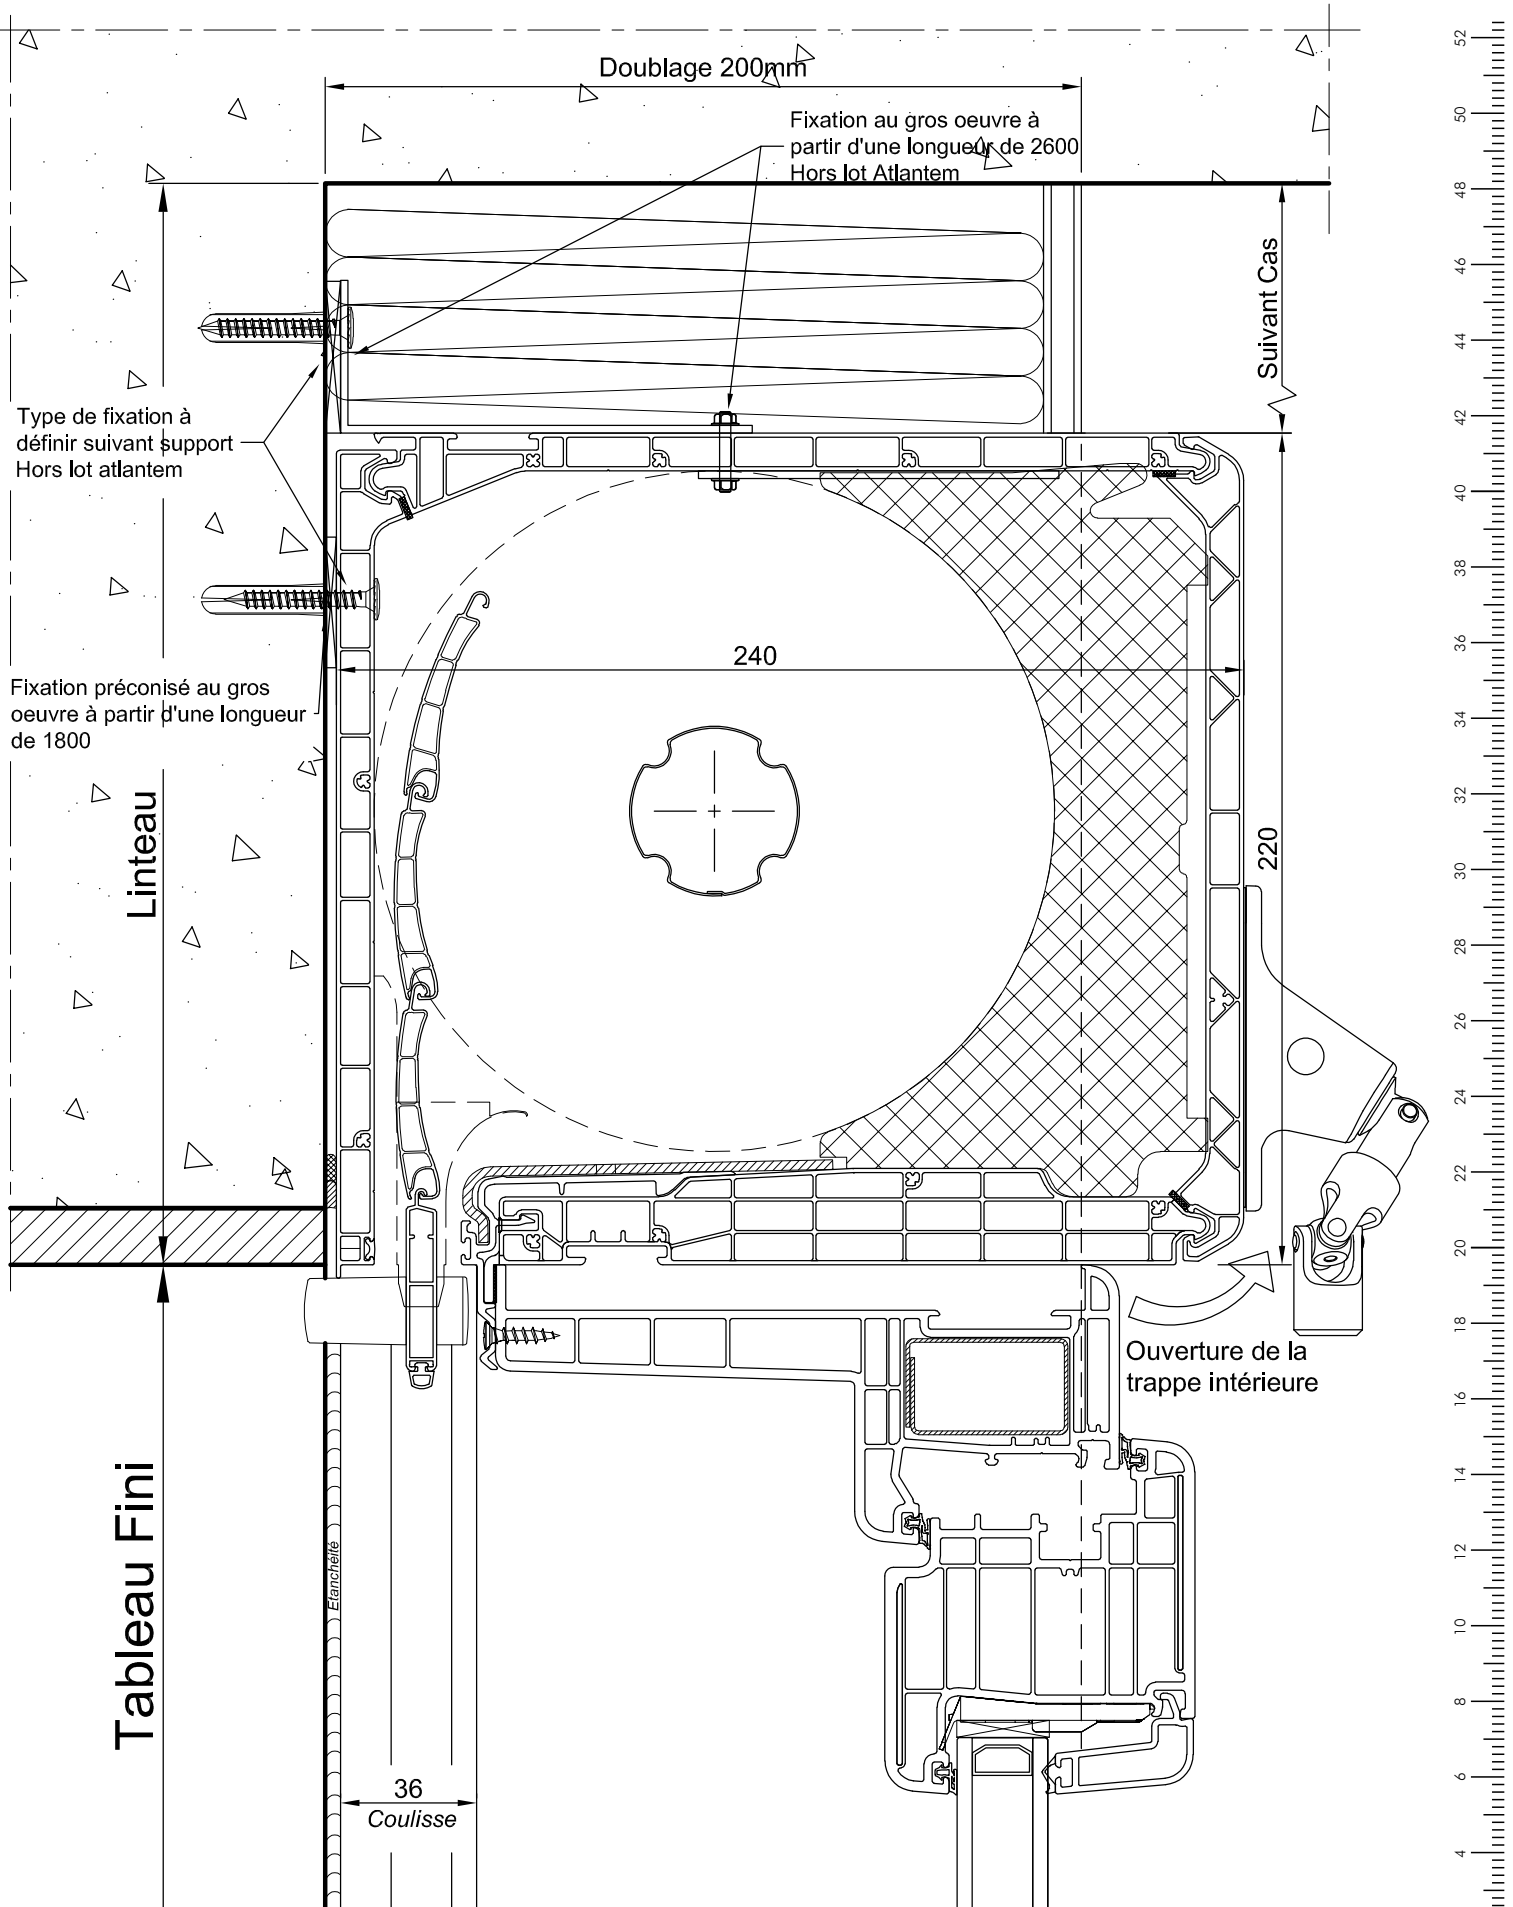 Doublage 200mm
Fixation au gros oeuvre à
partir d'une longueur de 2600
Hors lot Atlantem
Suivant Cas
Type de fixation à
définir suivant support
Hors lot atlantem
240
Fixation préconisé au gros
oeuvre à partir d'une longueur
de 1800
Linteau
220
Ouverture de la
trappe intérieure
Tableau Fini
Etanchéité
36
Coulisse
52
50
48
46
44
42
40
38
36
34
32
30
28
26
24
22
20
18
16
14
12
10
8
6
4